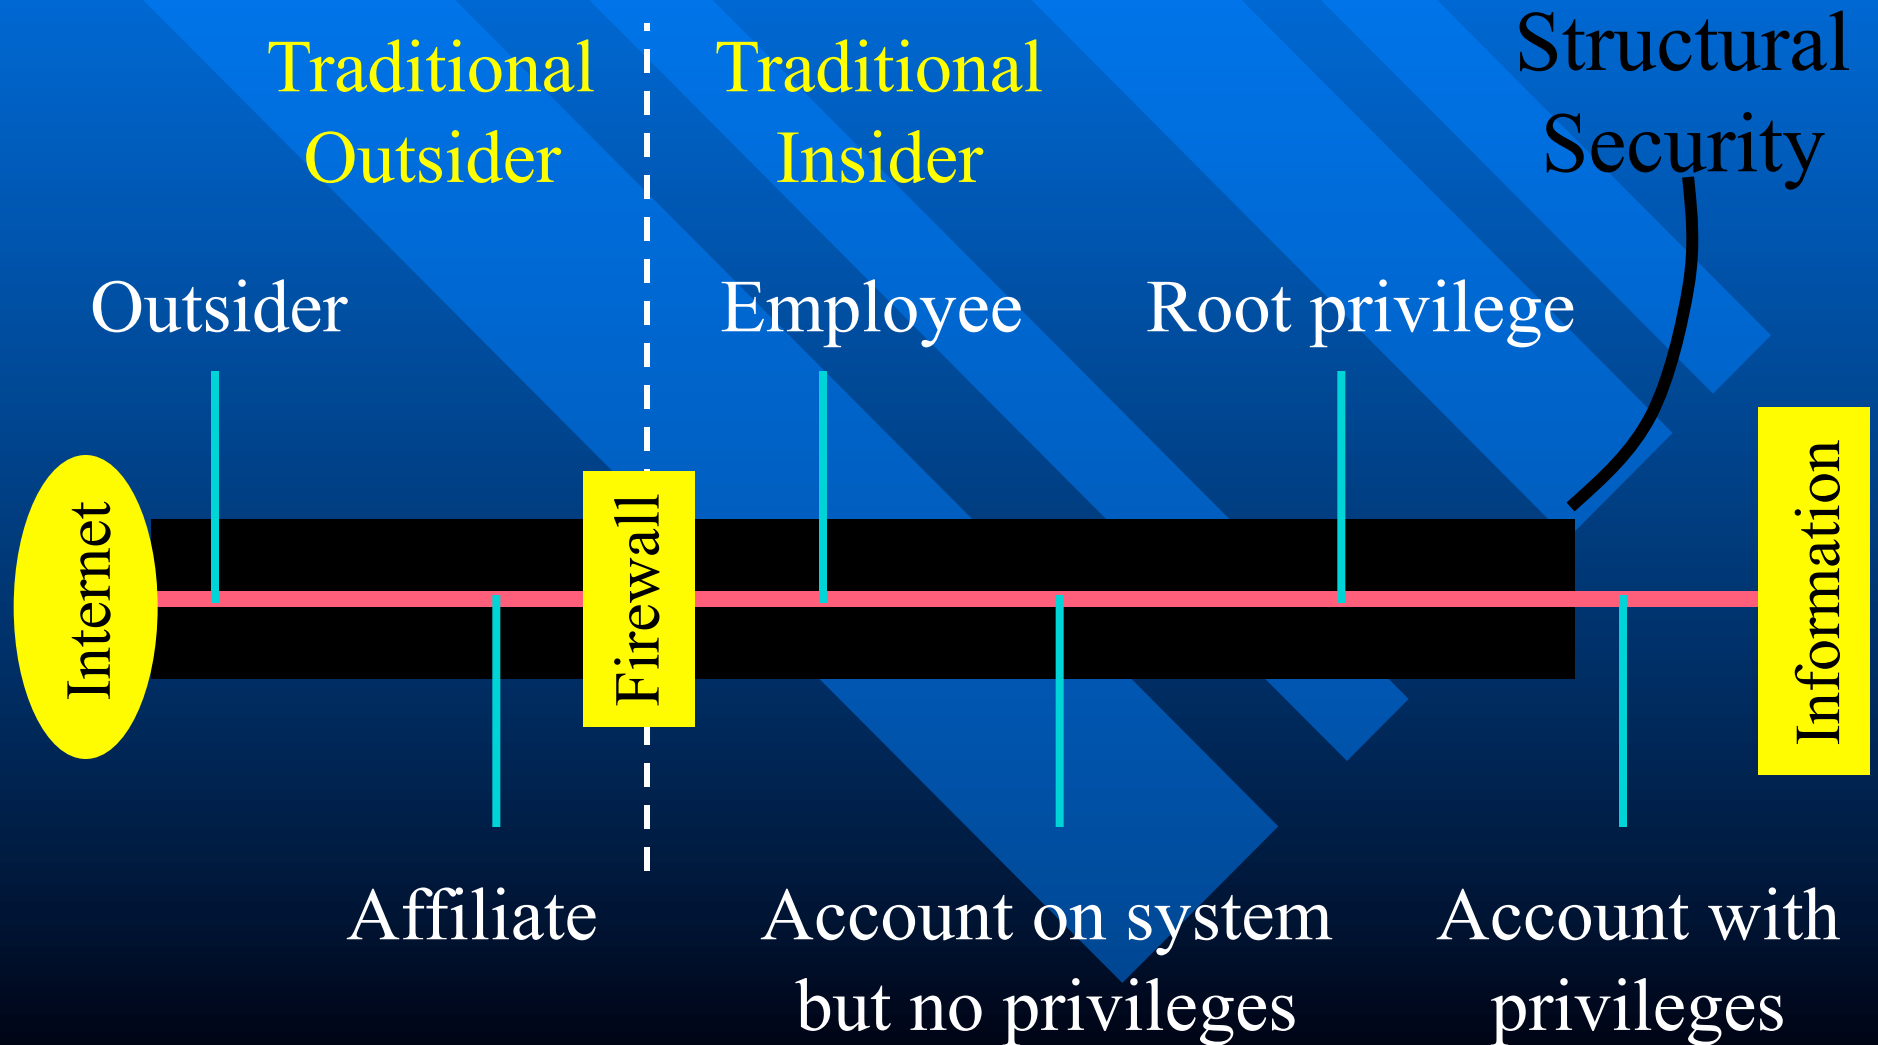 Traditional
Outsider
Traditional
Insider
Structural
Security
Outsider
Employee
Root privilege
Internet
Firewall
Information
Affiliate
Account on system
but no privileges
Account with
privileges